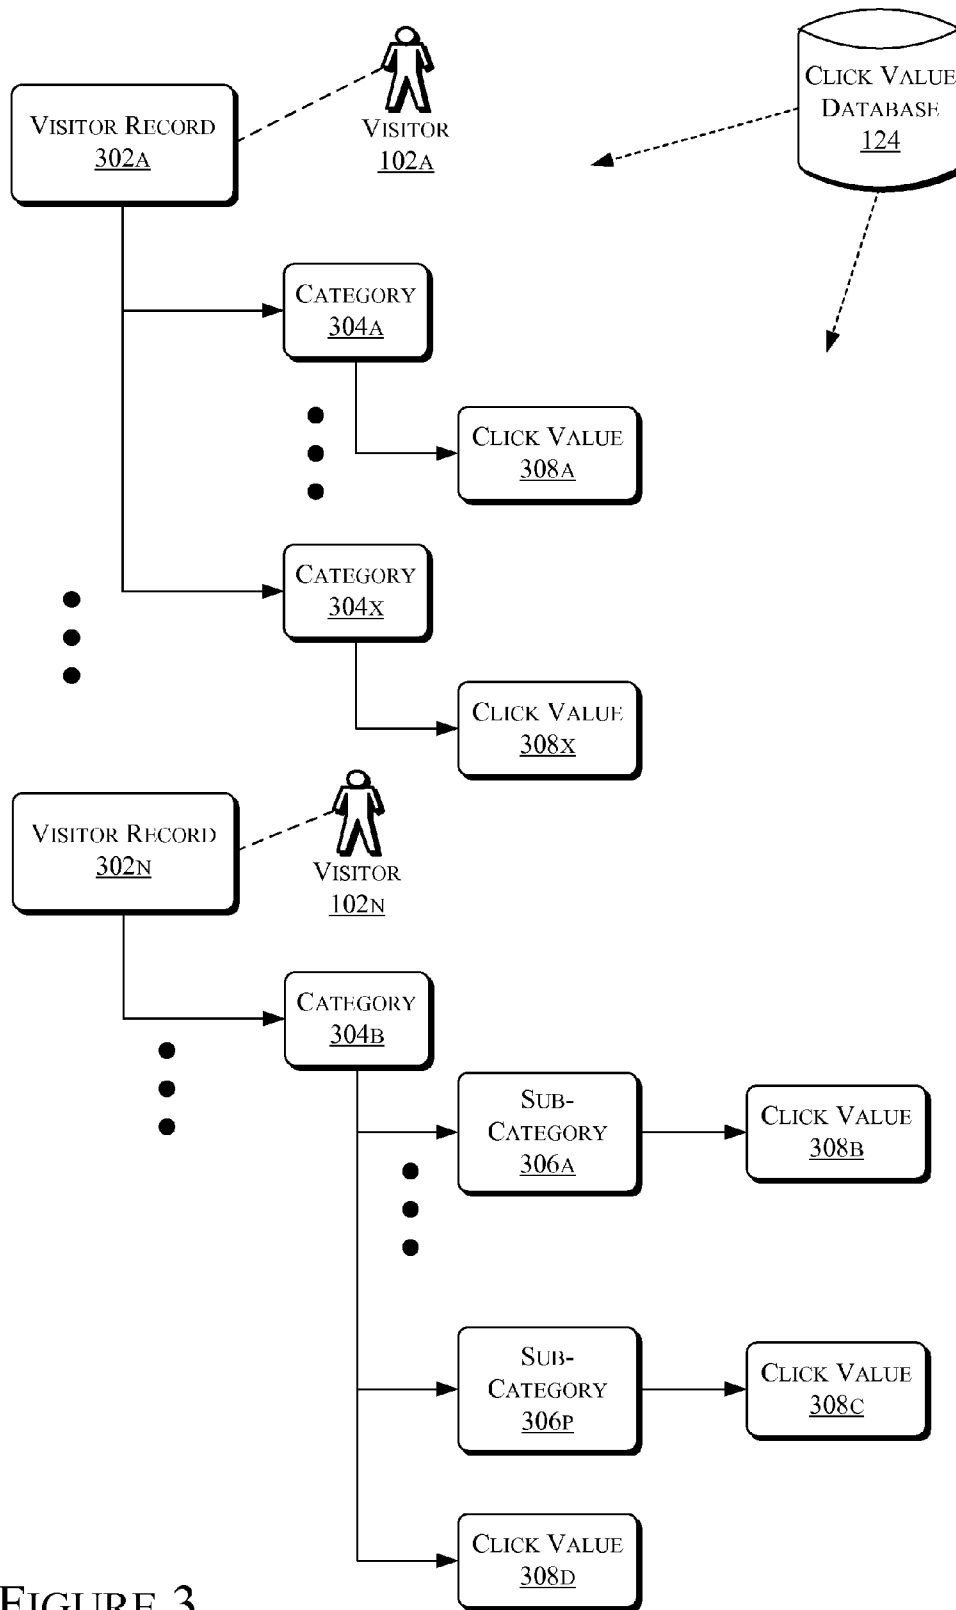 VISITOR RECORD
302A
VISITOR
102A
CLICK VALUE
DATABASE
124
CATEGORY
304A
CLICK VALUE
308A
CATEGORY
304X
CLICK VALUE
308X
VISITOR RECORD
302N
VISITOR
102N
CATEGORY
304B
SUB-
CATEGORY
306A
CLICK VALUE
308B
SUB-
CATEGORY
306P
CLICK VALUE
308C
CLICK VALUE
308D
FIGURE 3